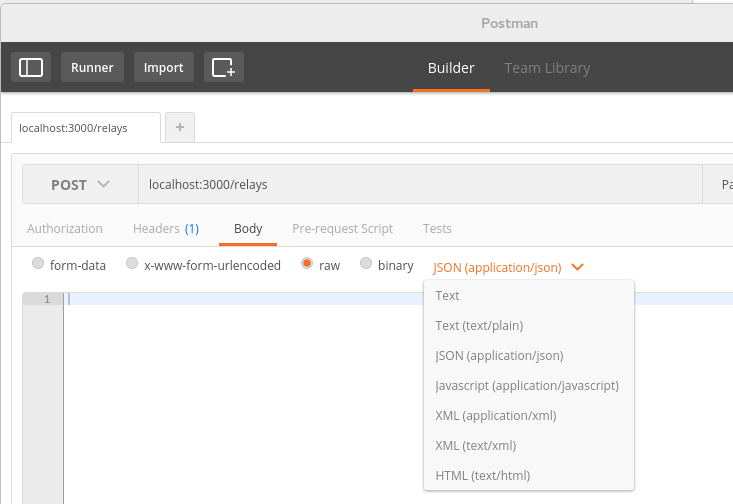 Postman
Runner Import Builder Team Library
localhost:3000/relays +
POST localhost:3000/relays Pa
Authorization Headers (1) Body Pre-request Script Tests
form-data x-www-form-urlencoded raw binary JSON (application/json)
1
Text
Text (text/plain)
JSON (application/json)
Javascript (application/javascript)
XML (application/xml)
XML (text/xml)
HTML (text/html)